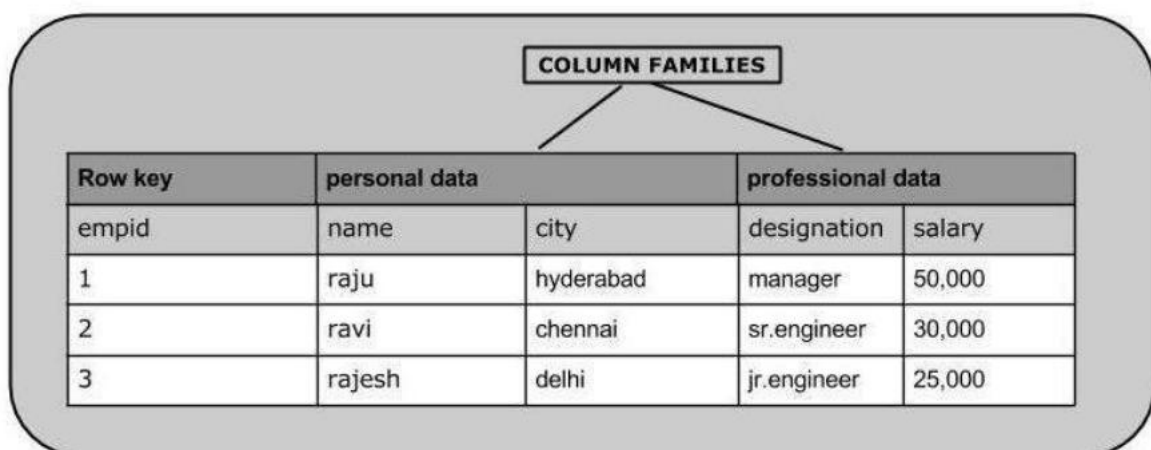 COLUMN FAMILIES
Row key personal data professional data
empid name city designation salary
1 raju hyderabad manager 50,000
2 ravi chennai sr.engineer 30,000
3 rajesh delhi jr.engineer 25,000